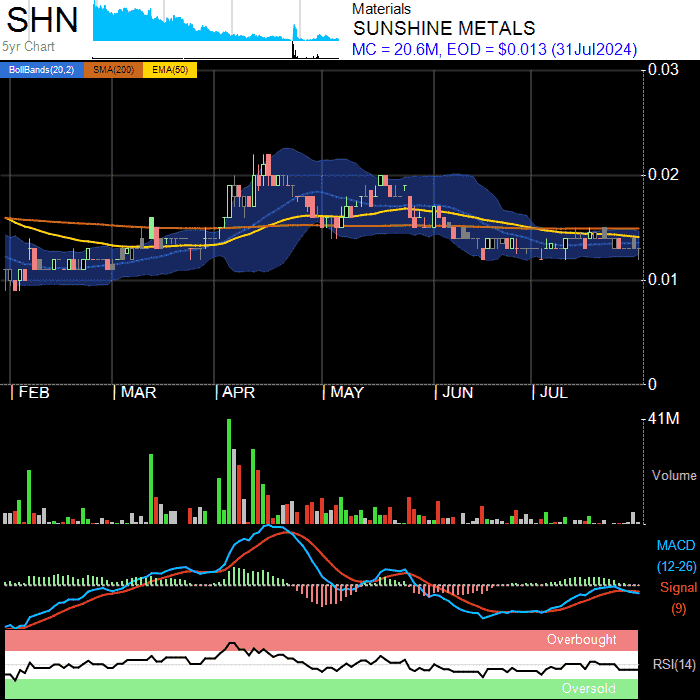 SHN
5yr Chart
Materials
SUNSHINE METALS
MC = 20.6M, EOD = $0.013 (31Jul2024)
BollBands(20,2) SMA(200) EMA(50)
0.03
0.02
0.01
0
FEB MAR APR MAY JUN JUL
41M
Volume
MACD
(12-26)
Signal
(9)
Overbought
RSI(14)
Oversold